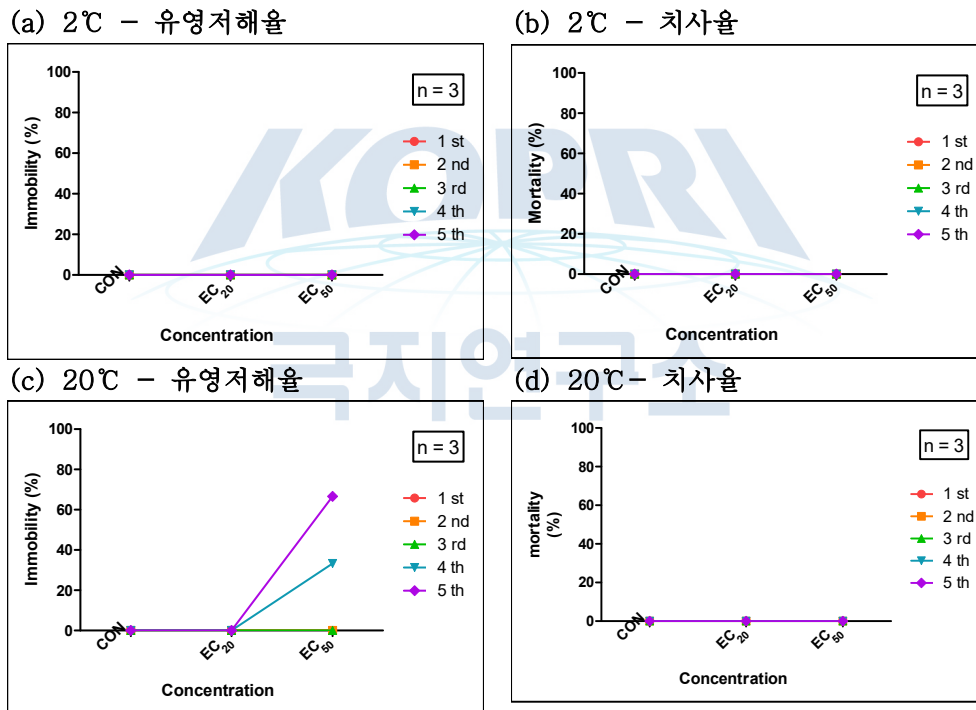 (a) 2℃ - 유영저해율
100
80
60
40
20
0
Immobility (%)
n = 3
1 st
2 nd
3 rd
4 th
5 th
CON
EC20
EC50
Concentration
(b) 2℃ - 치사율
100
80
60
40
20
0
Mortality (%)
n = 3
1 st
2 nd
3 rd
4 th
5 th
CON
EC20
EC50
Concentration
KOPRI
극지연구소
(c) 20℃ - 유영저해율
100
80
60
40
20
0
Immobility (%)
n = 3
1 st
2 nd
3 rd
4 th
5 th
CON
EC20
EC50
Concentration
(d) 20℃- 치사율
100
80
60
40
20
0
mortality
(%)
n = 3
1 st
2 nd
3 rd
4 th
5 th
CON
EC20
EC50
Concentration